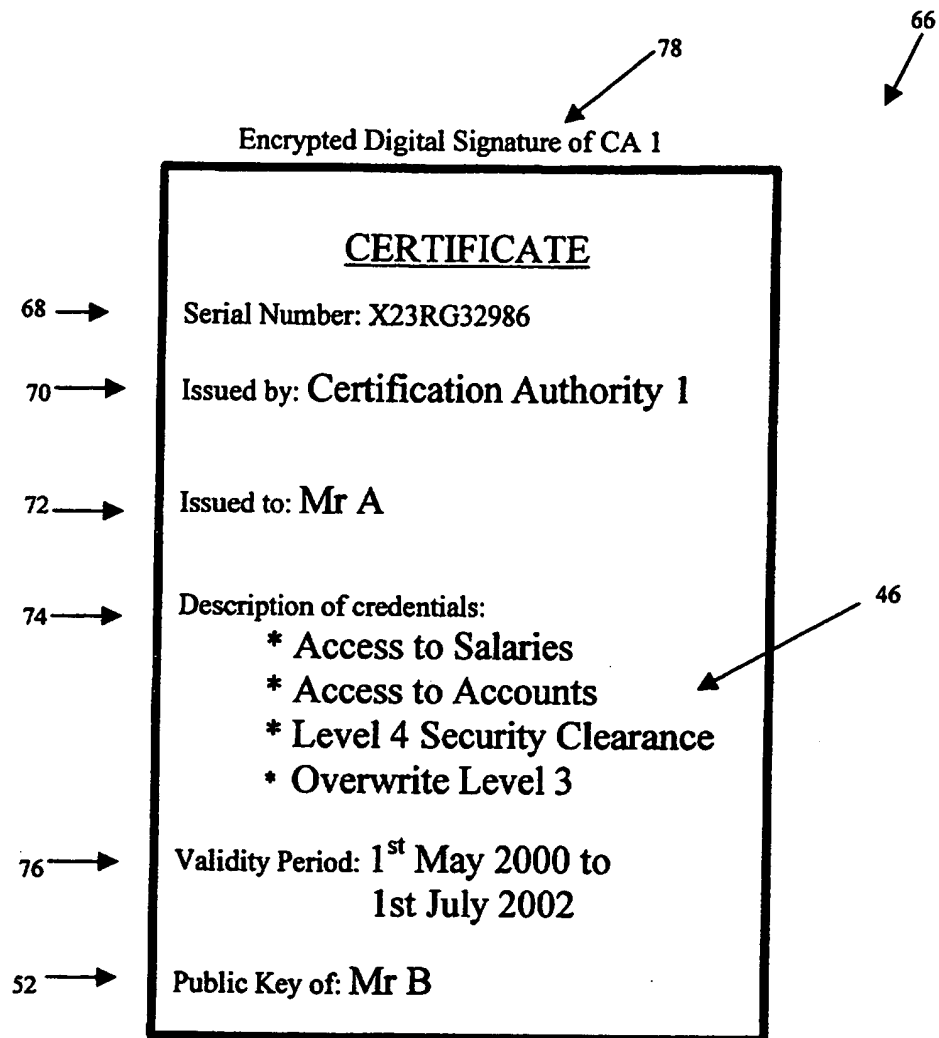 66
78
Encrypted Digital Signature of CA 1
CERTIFICATE
68 Serial Number: X23RG32986
70 Issued by: Certification Authority 1
72 Issued to: Mr A
74 Description of credentials:
46
* Access to Salaries
* Access to Accounts
* Level 4 Security Clearance
* Overwrite Level 3
76 Validity Period: 1st May 2000 to
1st July 2002
52 Public Key of: Mr B